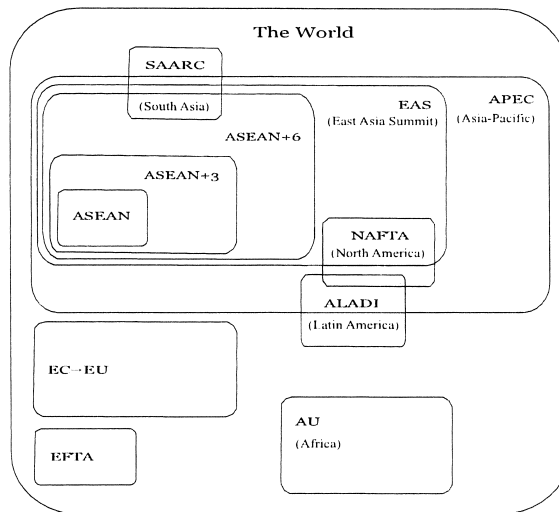 The World
SAARC
(South Asia)
EAS
(East Asia Summit)
APEC
(Asia-Pacific)
ASEAN+6
ASEAN+3
ASEAN
NAFTA
(North America)
ALADI
(Latin America)
EC→EU
AU
(Africa)
EFTA